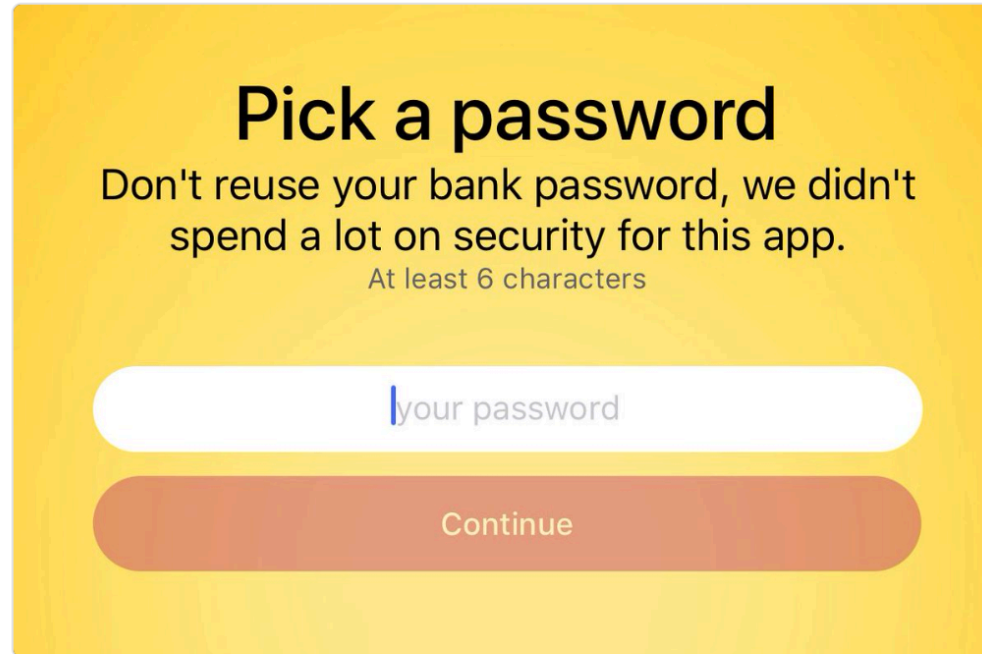 Pick a password
Don't reuse your bank password, we didn't
spend a lot on security for this app.
At least 6 characters
your password
Continue